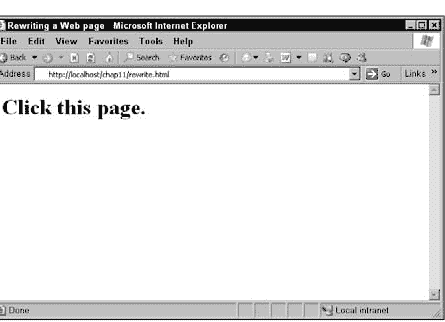 Rewriting a Web page   Microsoft Internet Explorer
File Edit View Favorites Tools Help
Back Search Favorites
Address http://localhost/chap11/rewrite.html Go Links »
Click this page.
Done Local intranet